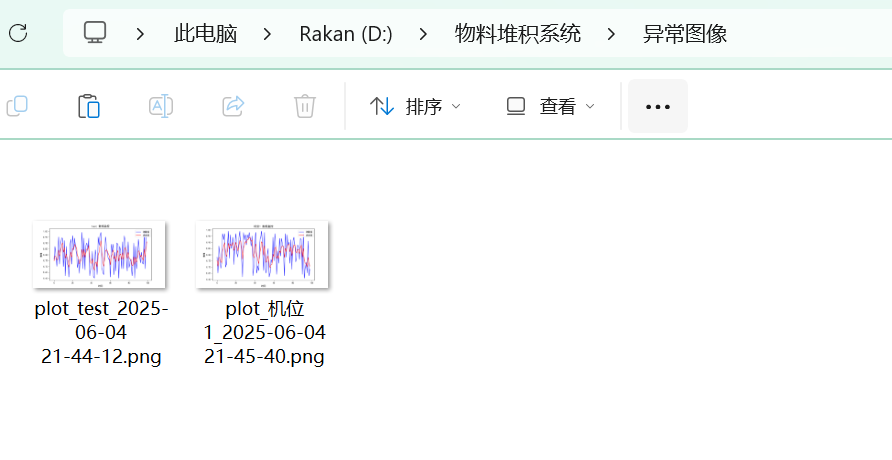 此电脑 Rakan (D:) 物料堆积系统 异常图像
排序 查看
plot_test_2025-
06-04
21-44-12.png
plot_机位
1_2025-06-04
21-45-40.png